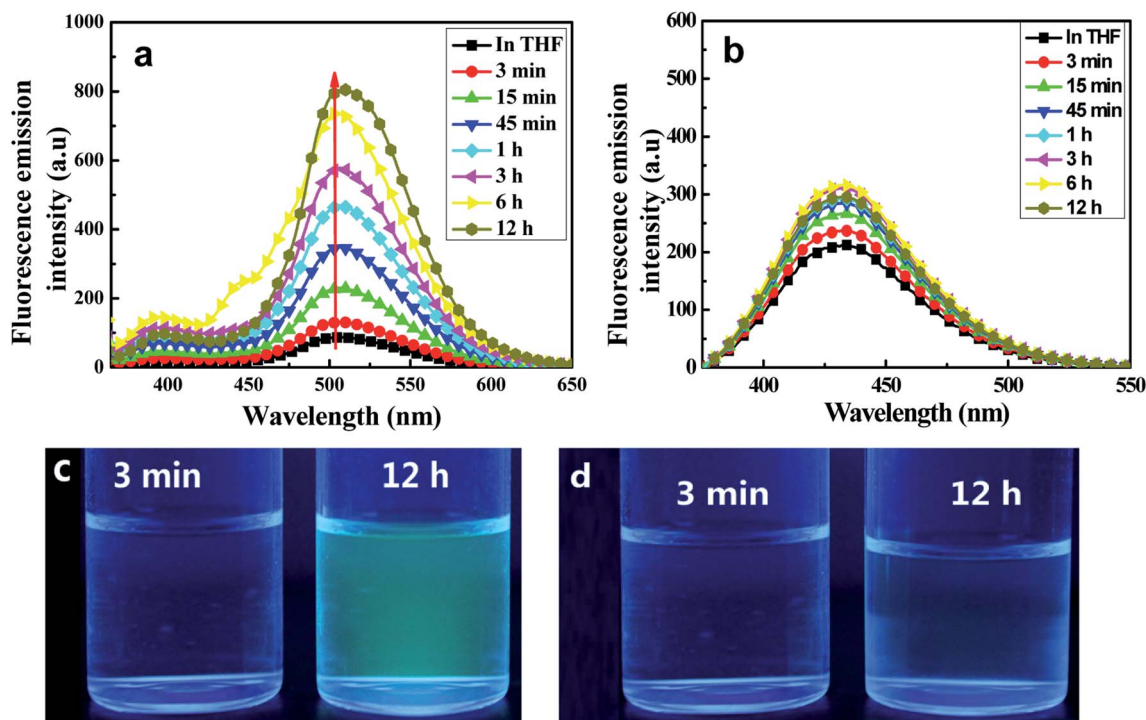 a
Fluorescence emission
intensity (a.u)
1000
800
600
400
200
0
400
450
500
550
600
650
Wavelength (nm)
In THF
3 min
15 min
45 min
1 h
3 h
6 h
12 h
b
Fluorescence emission
intensity (a.u)
600
500
400
300
200
100
0
400
450
500
550
Wavelength (nm)
In THF
3 min
15 min
45 min
1 h
3 h
6 h
12 h
c
3 min
12 h
d
3 min
12 h